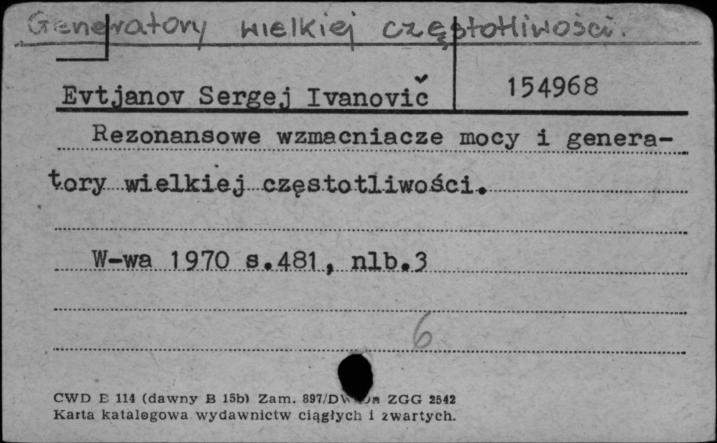 Generatory wielkiej częstotliwości.
Evtjanov Sergej Ivanovič 154968
Rezonansowe wzmacniacze mocy i genera-
tory wielkiej częstotliwości.
W-wa 1970 s.481, nlb.3
6
CWD E 114 (dawny B 15b) Zam. 897/ ZGG 2542
Karta katalogowa wydawnictw ciągłych i zwartych.